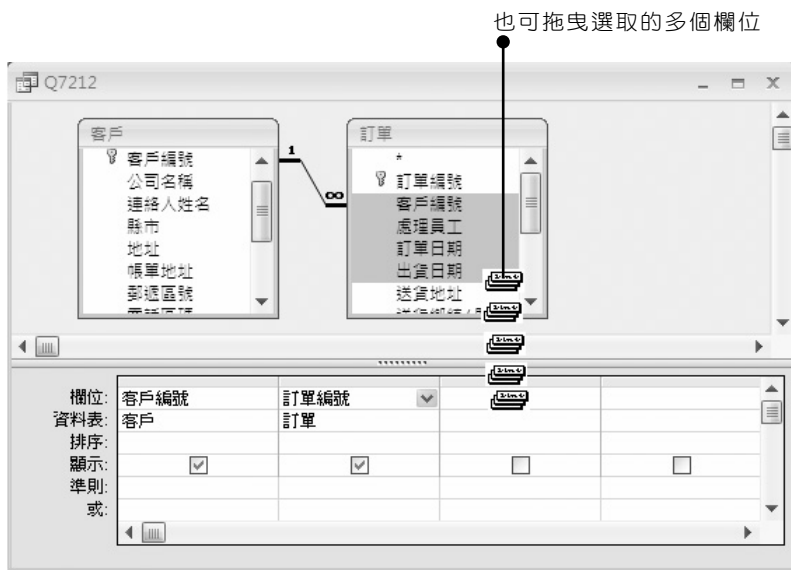 也可拖曳選取的多個欄位
Q7212
客戶
客戶編號
公司名稱
連絡人姓名
縣市
地址
帳單地址
郵遞區號
1
∞
訂單
*
訂單編號
客戶編號
處理員工
訂單日期
出貨日期
送貨地址
欄位: 客戶編號 訂單編號
資料表: 客戶 訂單
排序:
顯示:
準則:
或: